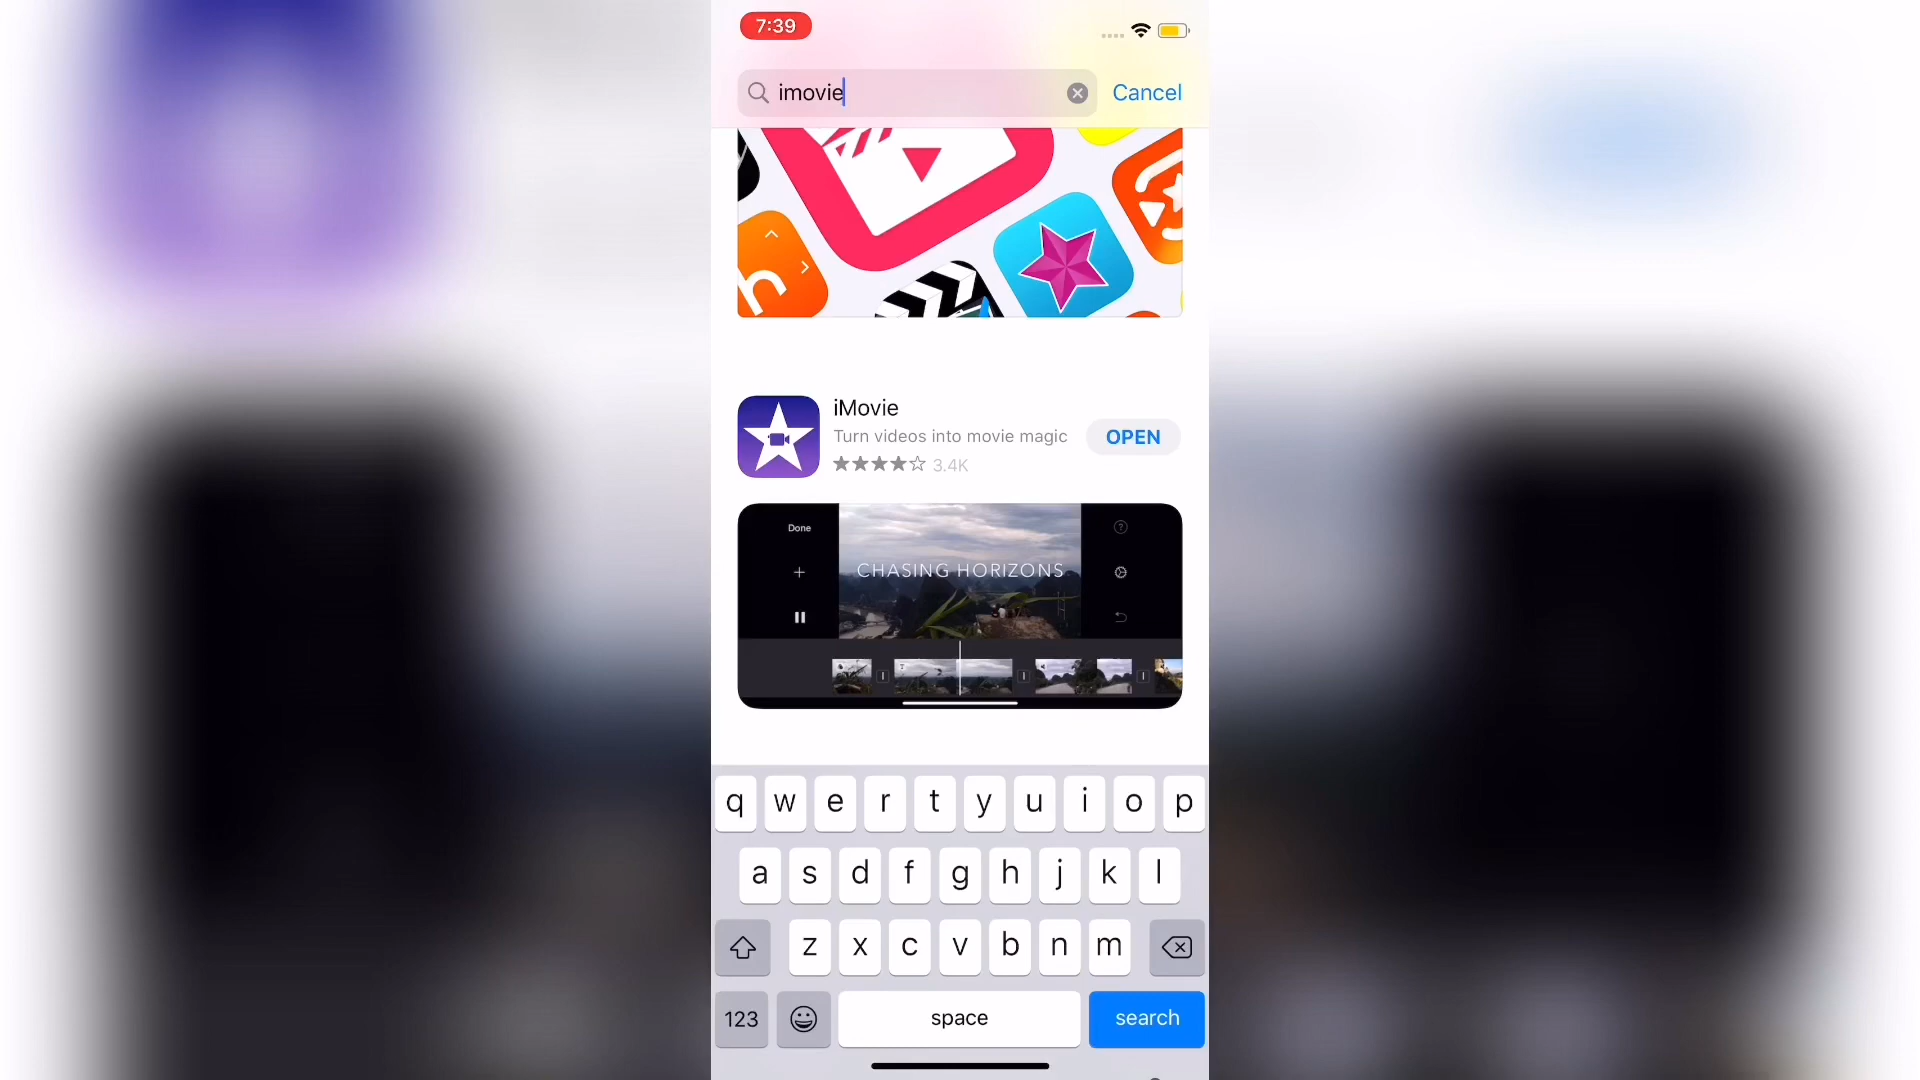 7:39
imovie
Cancel
h
iMovie
Turn videos into movie magic
OPEN
3.4K
Done
CHASING HORIZONS
q w e r t y u i o p
a s d f g h j k l
z x c v b n m
123
space
search